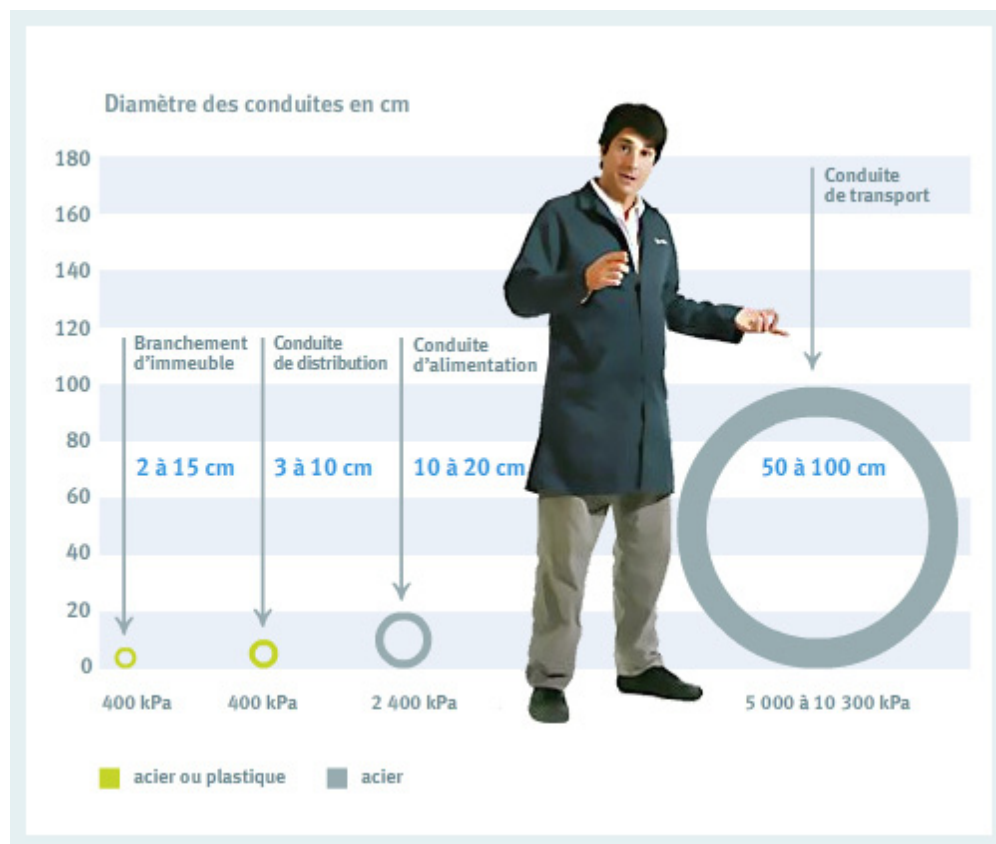 Diamètre des conduites en cm
180
160
140
120
100
80
60
40
20
0
Branchement
d'immeuble
2 à 15 cm
Conduite
de distribution
3 à 10 cm
Conduite
d'alimentation
10 à 20 cm
Conduite
de transport
50 à 100 cm
400 kPa
400 kPa
2 400 kPa
5 000 à 10 300 kPa
acier ou plastique
acier